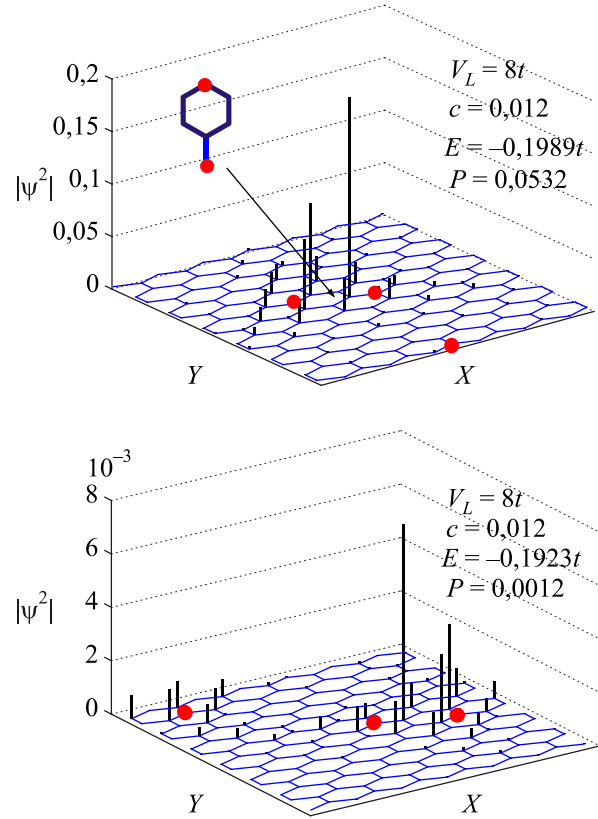 0,2
0,15
0,1
0,05
0
|ψ²|
V_L = 8t
c = 0,012
E = –0,1989t
P = 0,0532
Y
X
10⁻³
8
6
4
2
0
|ψ²|
V_L = 8t
c = 0,012
E = –0,1923t
P = 0,0012
Y
X